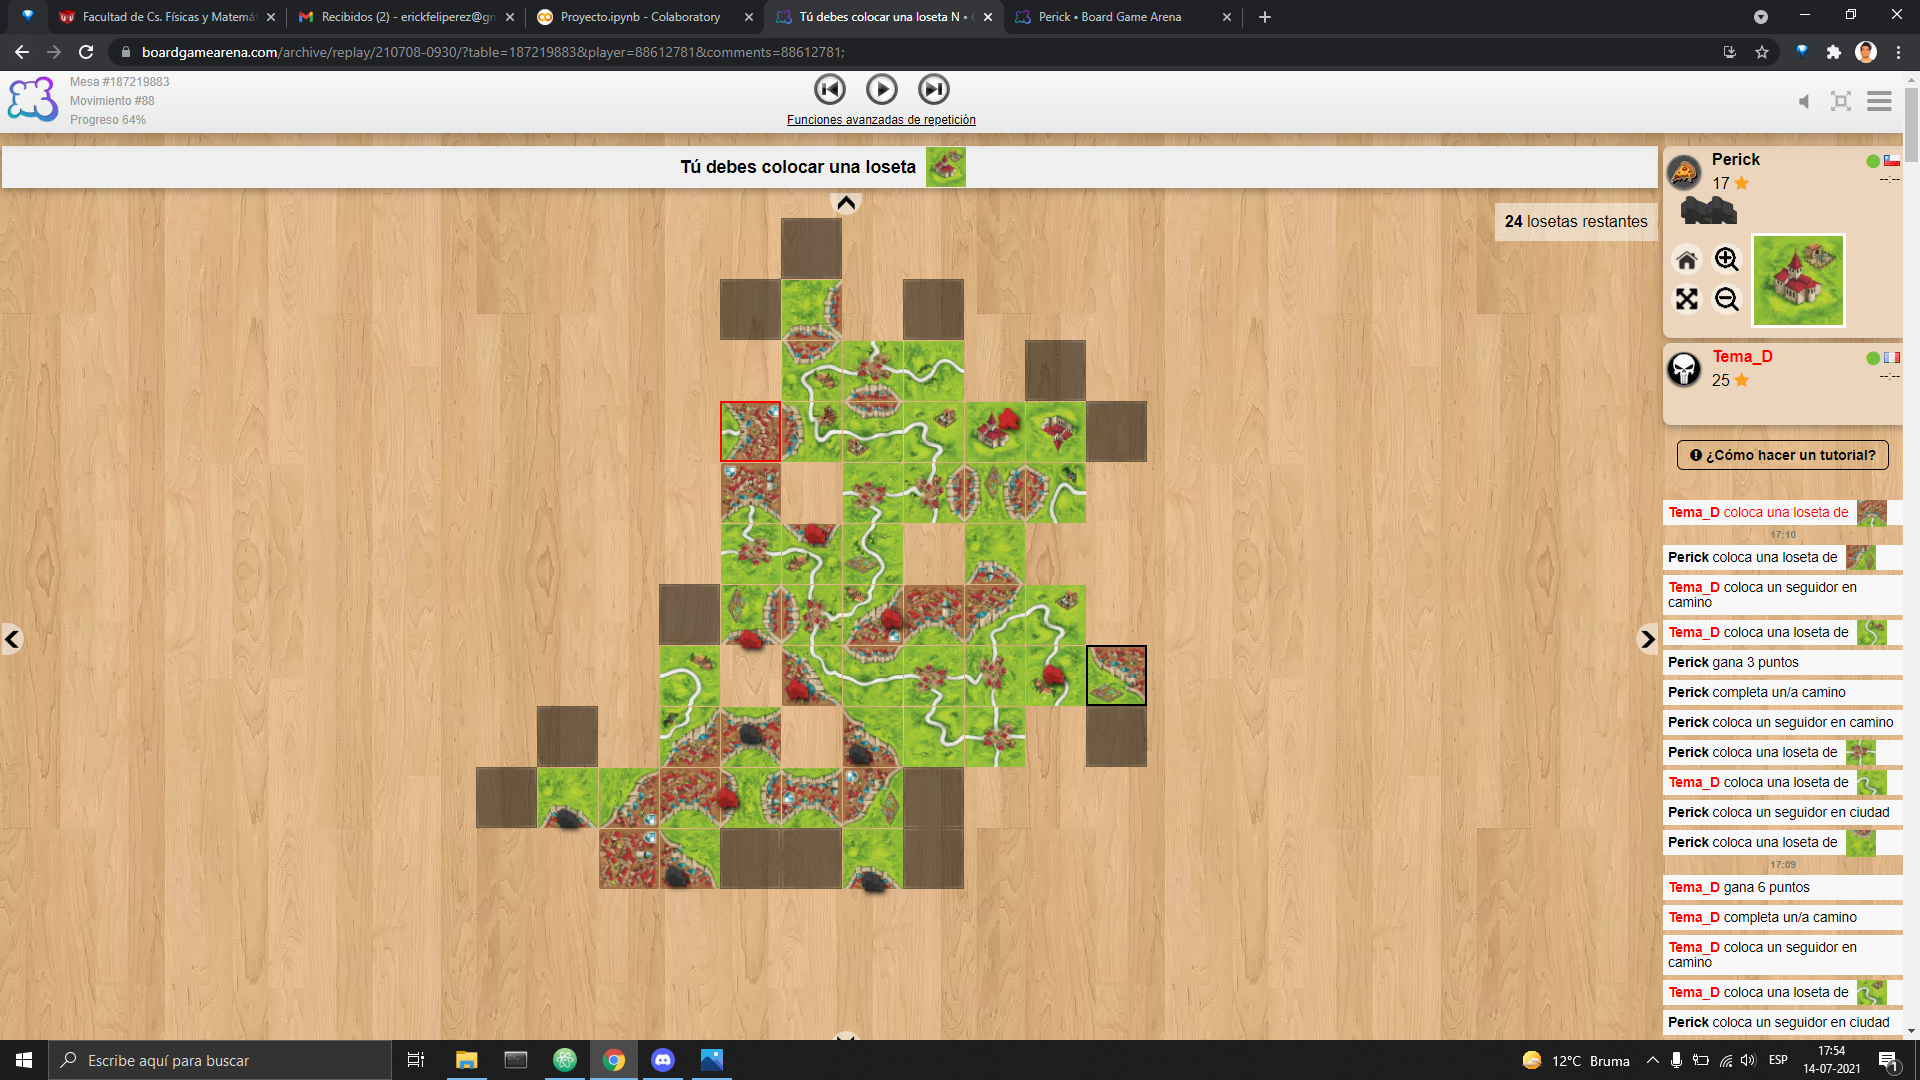 Facultad de Cs. Físicas y Matemá
Recibidos (2) - erickfeliperez@gn
Proyecto.ipynb - Colaboratory
Tú debes colocar una loseta N •
Perick • Board Game Arena
boardgamearena.com/archive/replay/210708-0930/?table=187219883&player=88612781&comments=88612781;
Mesa #187219883
Movimiento #88
Progreso 64%
Funciones avanzadas de repetición
Tú debes colocar una loseta
24 losetas restantes
Perick
17
--:--
Tema_D
25
--:--
¿Cómo hacer un tutorial?
Tema_D coloca una loseta de
17:10
Perick coloca una loseta de
Tema_D coloca un seguidor en
camino
Tema_D coloca una loseta de
Perick gana 3 puntos
Perick completa un/a camino
Perick coloca un seguidor en camino
Perick coloca una loseta de
Tema_D coloca una loseta de
Perick coloca un seguidor en ciudad
Perick coloca una loseta de
17:09
Tema_D gana 6 puntos
Tema_D completa un/a camino
Tema_D coloca un seguidor en
camino
Tema_D coloca una loseta de
Perick coloca un seguidor en ciudad
Escribe aquí para buscar
12°C Bruma
ESP
17:54
14-07-2021
1